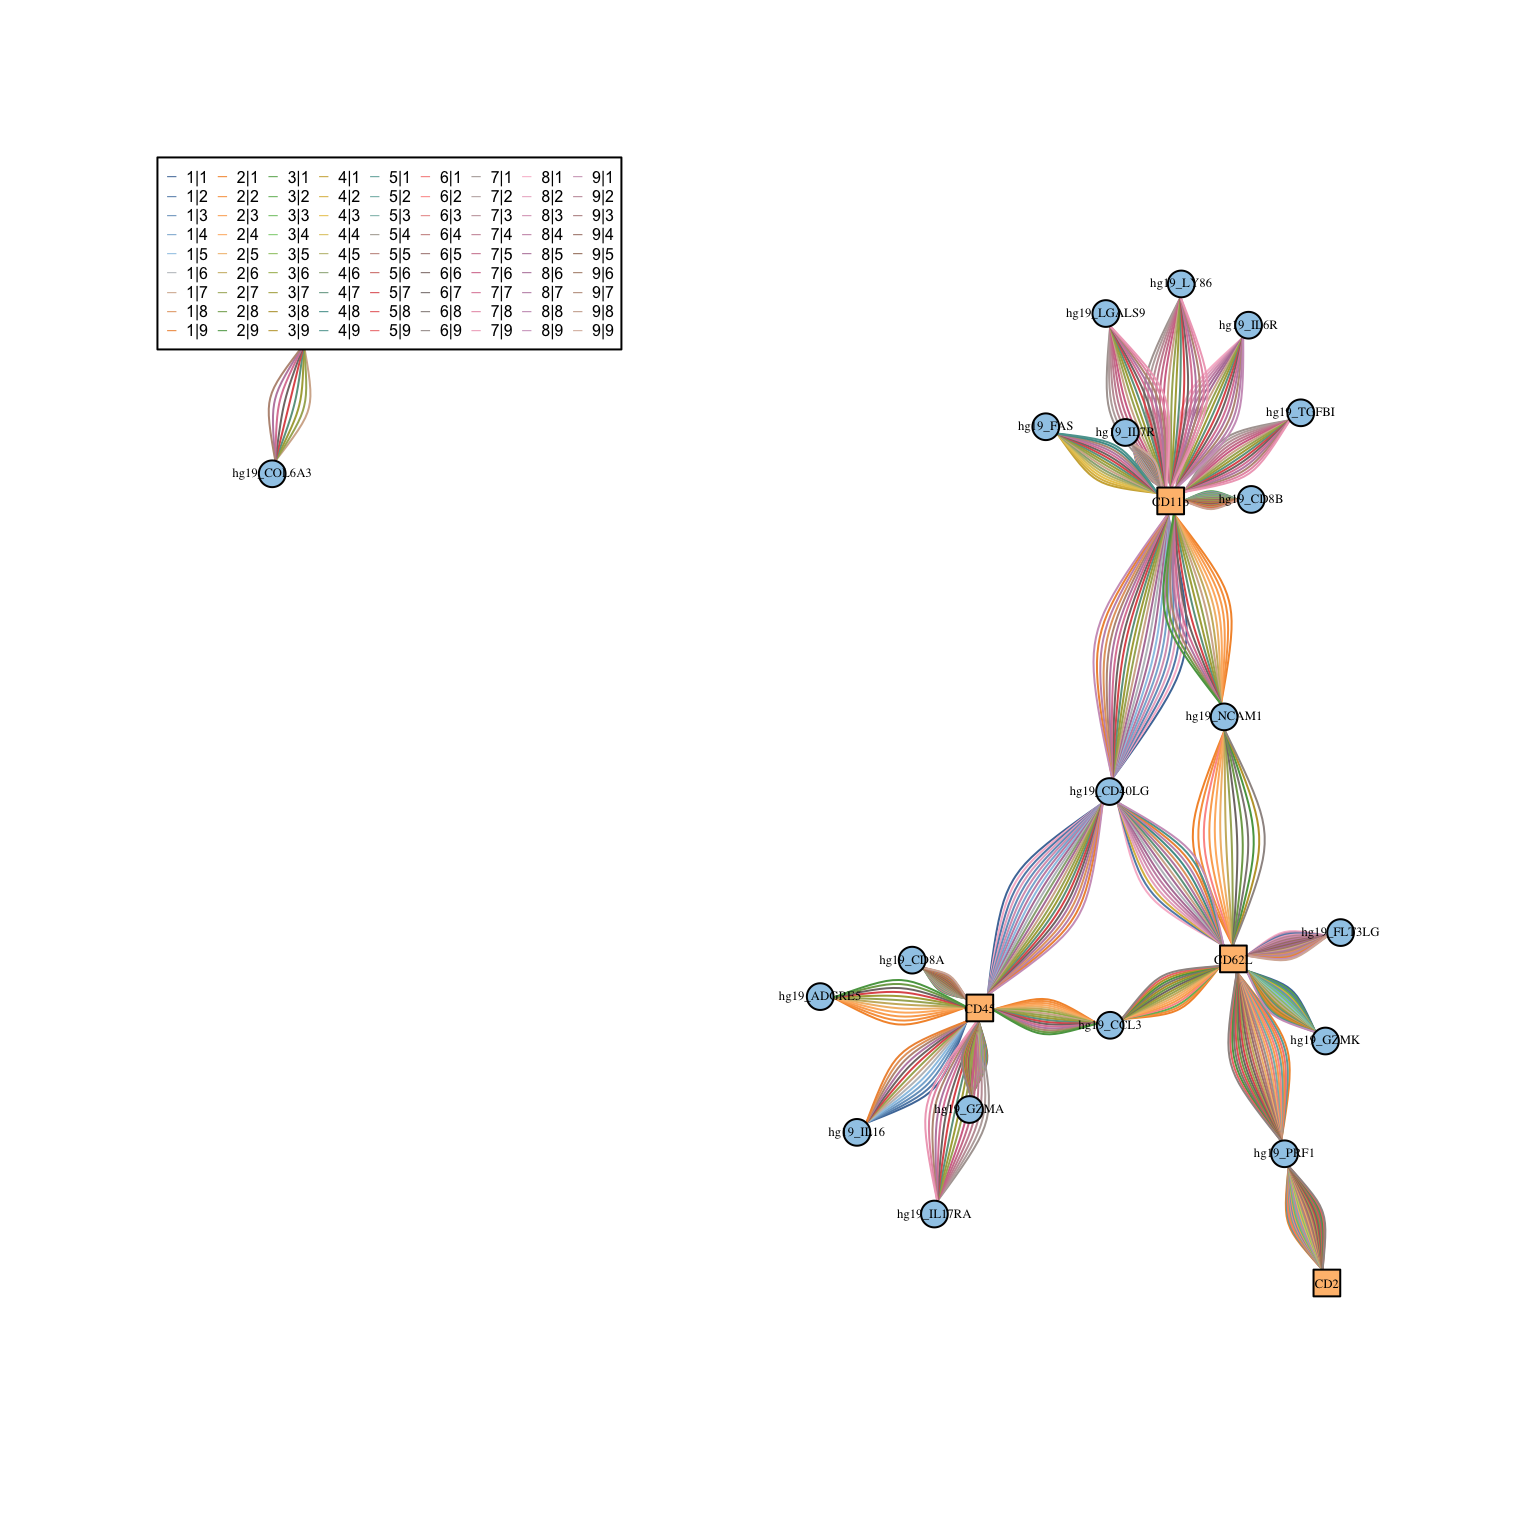 1|1 2|1 3|1 4|1 5|1 6|1 7|1 8|1 9|1
1|2 2|2 3|2 4|2 5|2 6|2 7|2 8|2 9|2
1|3 2|3 3|3 4|3 5|3 6|3 7|3 8|3 9|3
1|4 2|4 3|4 4|4 5|4 6|4 7|4 8|4 9|4
1|5 2|5 3|5 4|5 5|5 6|5 7|5 8|5 9|5
1|6 2|6 3|6 4|6 5|6 6|6 7|6 8|6 9|6
1|7 2|7 3|7 4|7 5|7 6|7 7|7 8|7 9|7
1|8 2|8 3|8 4|8 5|8 6|8 7|8 8|8 9|8
1|9 2|9 3|9 4|9 5|9 6|9 7|9 8|9 9|9
hg19_COL6A3
hg19_LY86
hg19_LGALS9
hg19_IL6R
hg19_TGFBI
hg19_FAS
hg19_IL7R
hg19_CD8B
CD11b
hg19_NCAM1
hg19_CD40LG
hg19_FLT3LG
hg19_CD8A
CD62L
hg19_ADGRE5
CD45
hg19_CCL3
hg19_GZMK
hg19_GZMA
hg19_IL16
hg19_PRF1
hg19_IL17RA
CD2